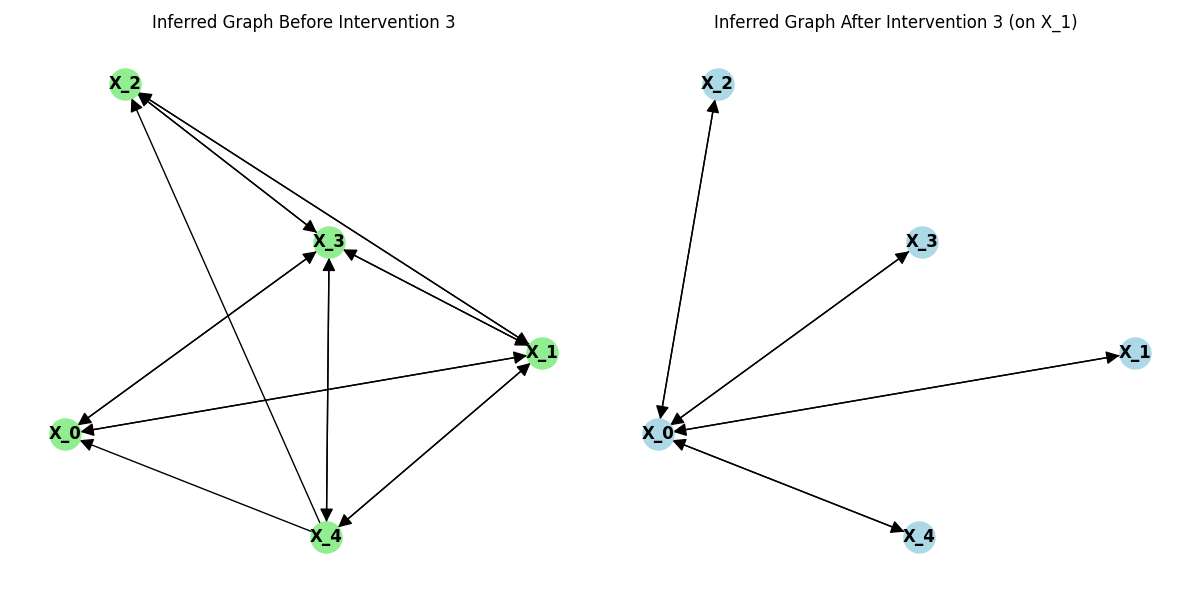 Inferred Graph Before Intervention 3
X_2
X_3
X_1
X_0
X_4
Inferred Graph After Intervention 3 (on X_1)
X_2
X_3
X_1
X_0
X_4